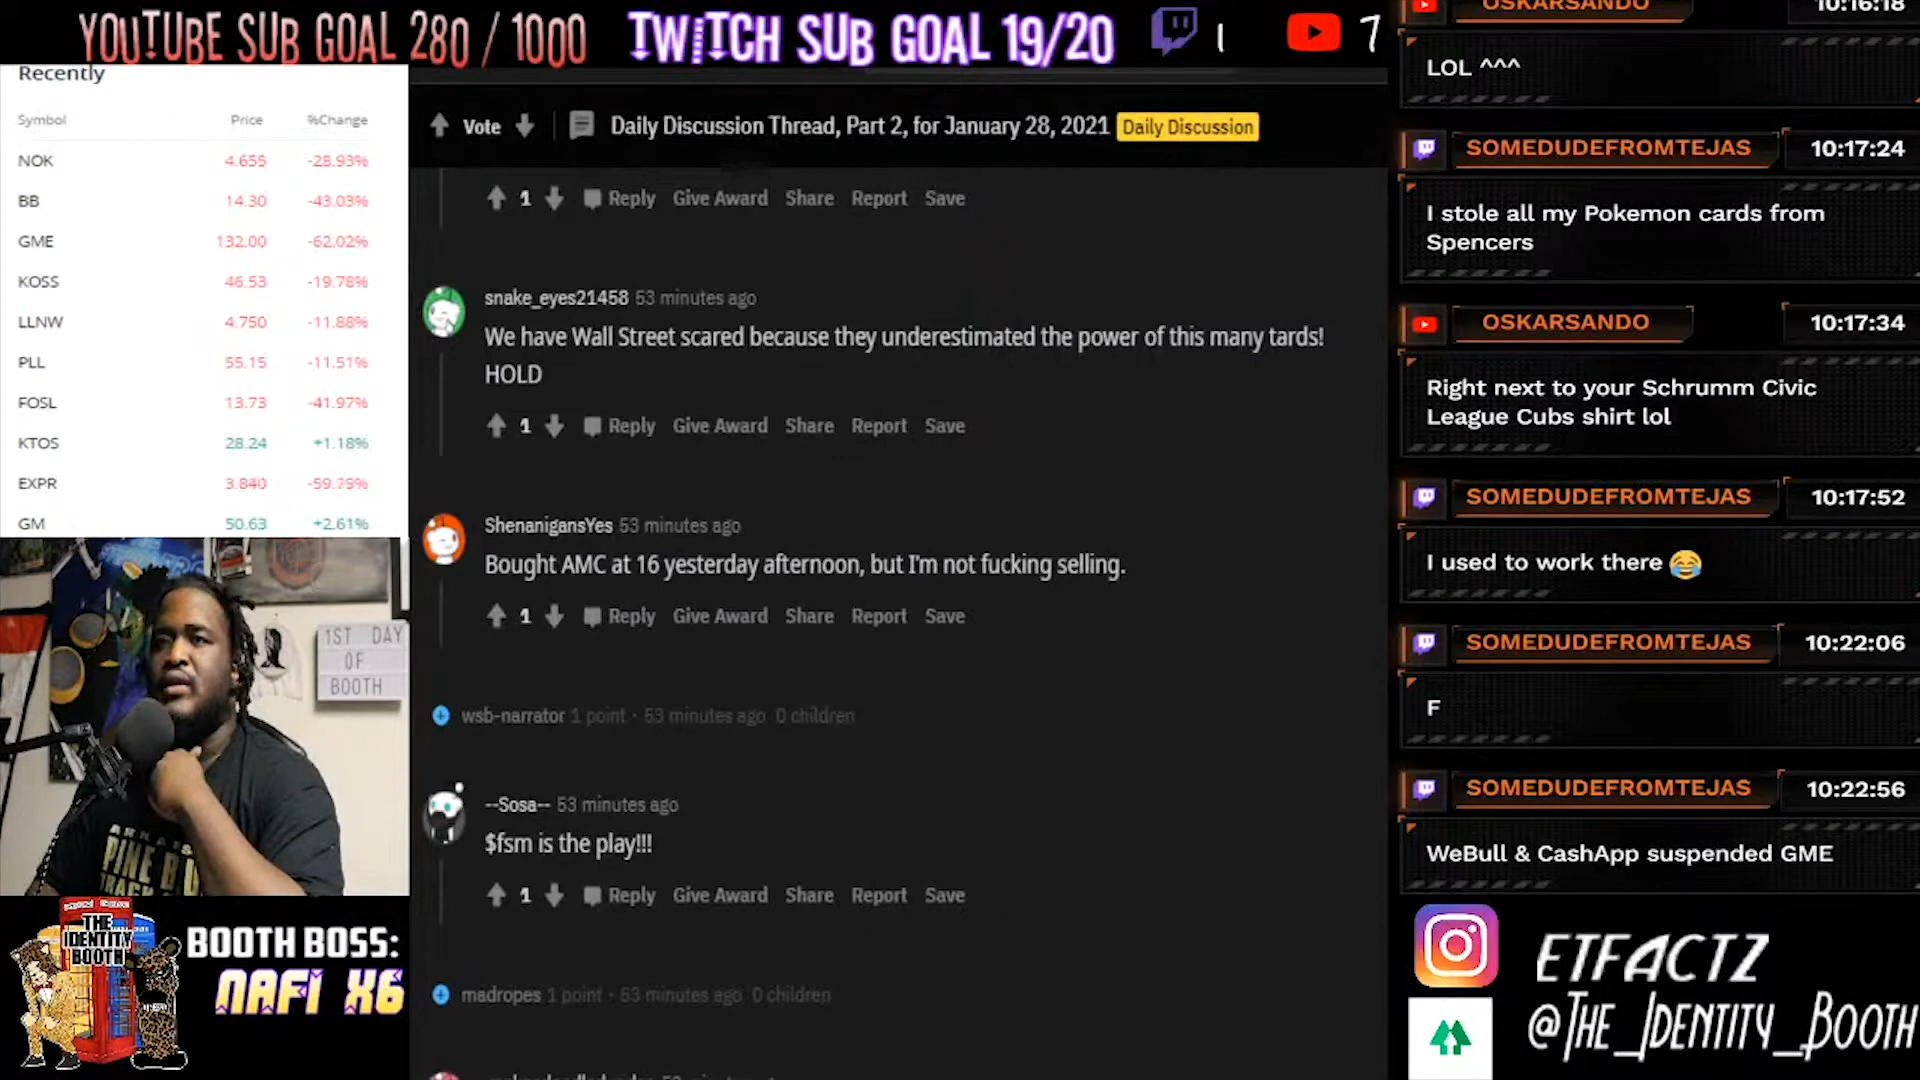 YOUTUBE SUB GOAL 280 / 1000
TWITCH SUB GOAL 19/20
1
7
Recently
Symbol Price %Change
NOK 4.655 -28.93%
BB 14.30 -43.03%
GME 132.00 -62.02%
KOSS 46.53 -19.78%
LLNW 4.750 -11.88%
PLL 55.15 -11.51%
FOSL 13.73 -41.97%
KTOS 28.24 +1.18%
EXPR 3.840 -59.79%
GM 50.63 +2.61%
1ST DAY
OF
BOOTH
PINE
THE
IDENTITY
BOOTH
BOOTH BOSS:
NAFI X6
Vote Daily Discussion Thread, Part 2, for January 28, 2021 Daily Discussion
1 Reply Give Award Share Report Save
snake_eyes21458 53 minutes ago
We have Wall Street scared because they underestimated the power of this many tards!
HOLD
1 Reply Give Award Share Report Save
ShenanigansYes 53 minutes ago
Bought AMC at 16 yesterday afternoon, but I'm not fucking selling.
1 Reply Give Award Share Report Save
wsb-narrator 1 point · 53 minutes ago 0 children
--Sosa-- 53 minutes ago
$fsm is the play!!!
1 Reply Give Award Share Report Save
madropes 1 point · 53 minutes ago 0 children
OSKARSANDO 10:16:18
LOL ^^^
SOMEDUDEFROMTEJAS 10:17:24
I stole all my Pokemon cards from
Spencers
OSKARSANDO 10:17:34
Right next to your Schrumm Civic
League Cubs shirt lol
SOMEDUDEFROMTEJAS 10:17:52
I used to work there 😂
SOMEDUDEFROMTEJAS 10:22:06
F
SOMEDUDEFROMTEJAS 10:22:56
WeBull & CashApp suspended GME
ETFACTZ
@THE_IDENTITY_BOOTH